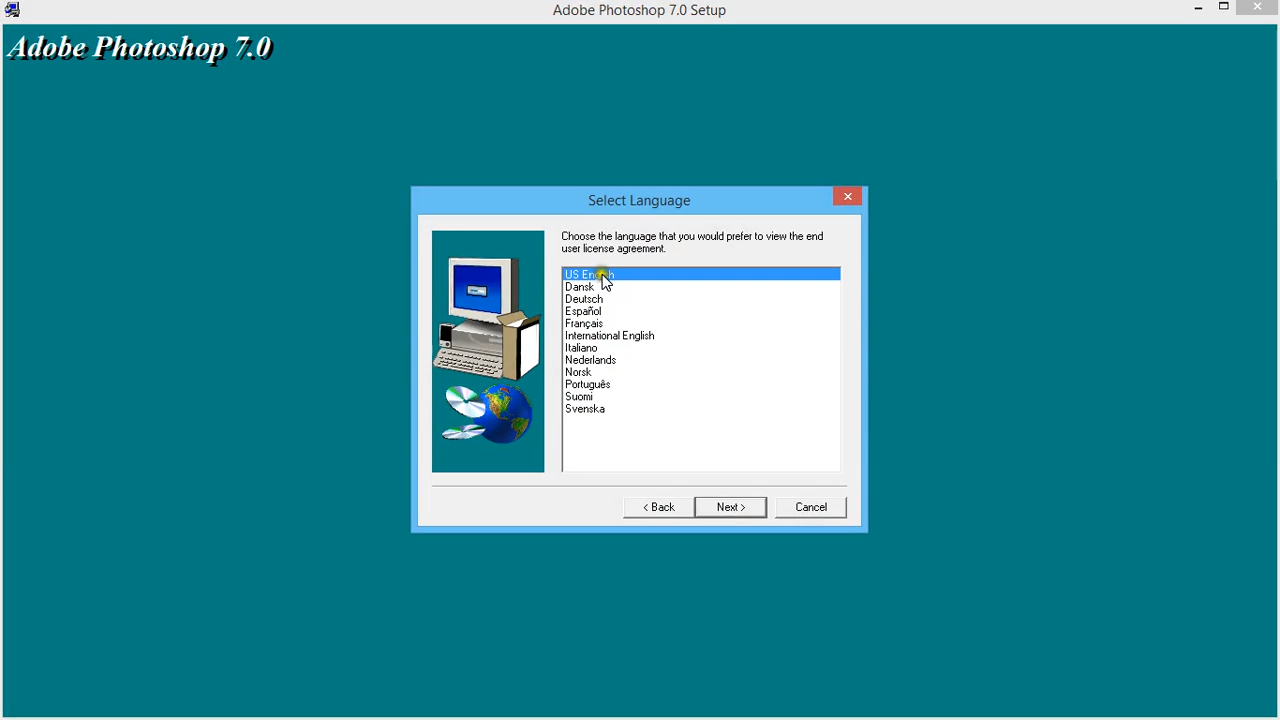 Adobe Photoshop 7.0 Setup
Adobe Photoshop 7.0
Select Language
Choose the language that you would prefer to view the end
user license agreement.
US English
Dansk
Deutsch
Español
Français
International English
Italiano
Nederlands
Norsk
Português
Suomi
Svenska
< Back
Next >
Cancel